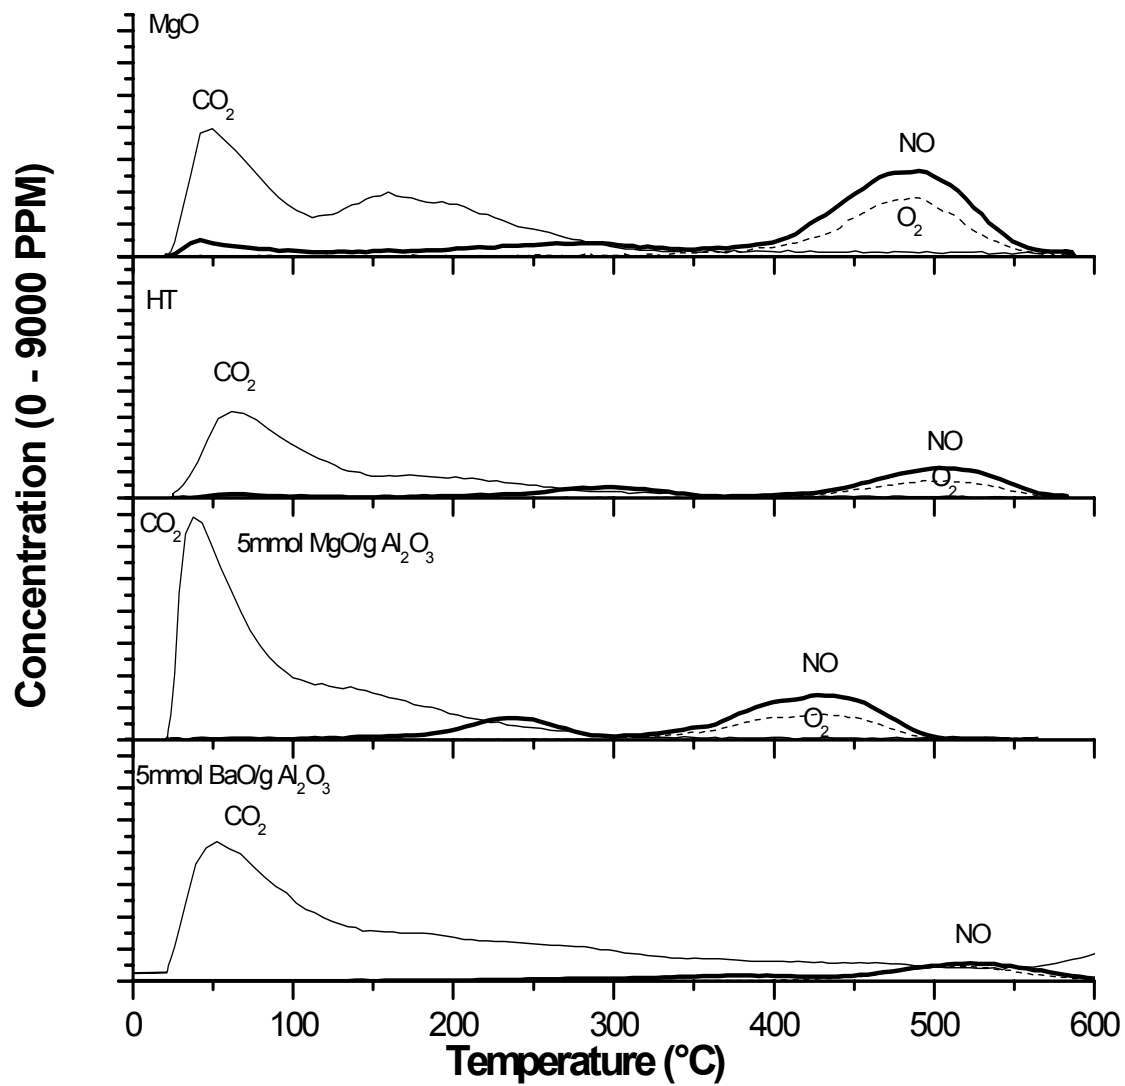 MgO
CO₂
NO
O₂
HT
CO₂
NO
O₂
CO₂
5mmol MgO/g Al₂O₃
NO
O₂
5mmol BaO/g Al₂O₃
CO₂
NO
0 100 200 300 400 500 600
Temperature (°C)
Concentration (0 - 9000 PPM)